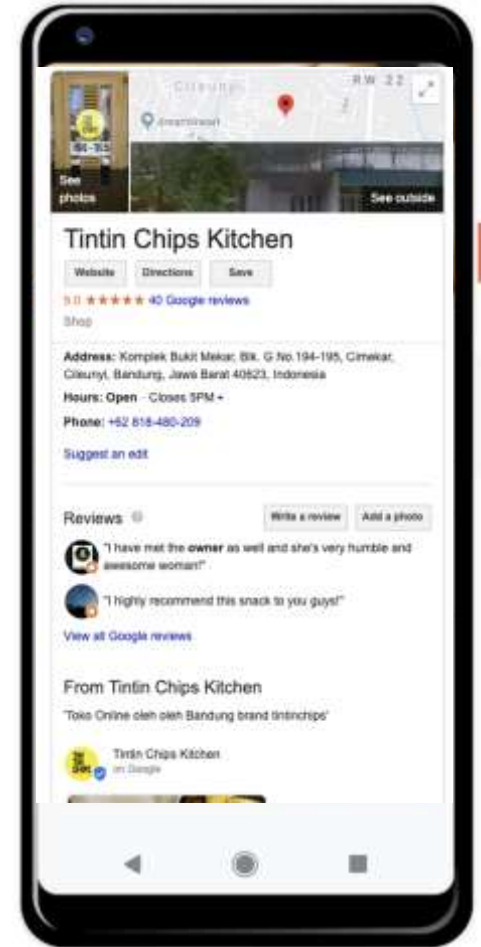 Cileunyi
RW 22
See photos
See outside
Tintin Chips Kitchen
Website
Directions
Save
5.0 ★★★★★ 40 Google reviews
Shop
Address: Komplek Bukit Mekar, Blk. G No.194-195, Cimekar,
Cileunyi, Bandung, Jawa Barat 40623, Indonesia
Hours: Open · Closes 5PM
Phone: +62 818-480-209
Suggest an edit
Reviews
Write a review
Add a photo
"I have met the owner as well and she's very humble and
awesome woman!"
"I highly recommend this snack to you guys!"
View all Google reviews
From Tintin Chips Kitchen
"Toko Online oleh oleh Bandung brand tintinchips"
Tintin Chips Kitchen
on Google